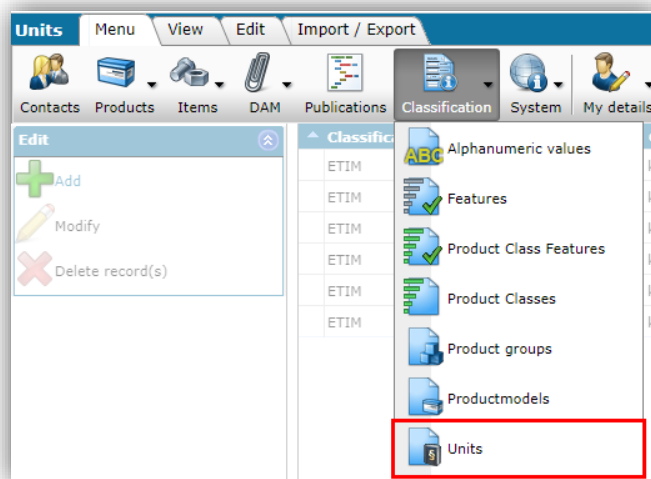 Units Menu View Edit Import / Export
Contacts Products Items DAM Publications Classification System My details
Edit
Add
Modify
Delete record(s)
Classific
ETIM
ETIM
ETIM
ETIM
ETIM
ETIM
ABC Alphanumeric values
Features
Product Class Features
Product Classes
Product groups
Productmodels
§ Units